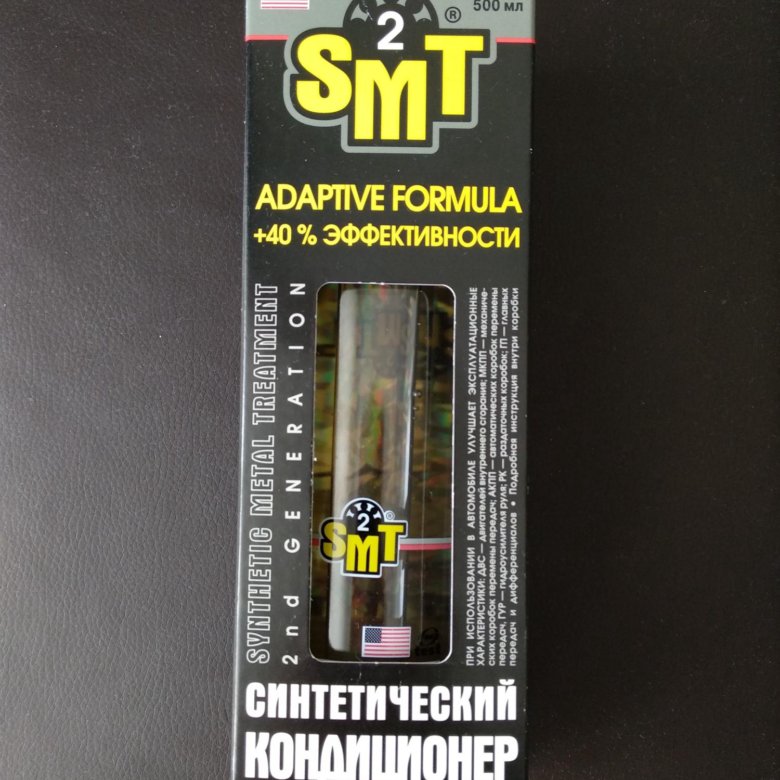 500 мл
2
®
SMT
ADAPTIVE FORMULA
+40 % ЭФФЕКТИВНОСТИ
SYNTHETIC METAL TREATMENT
2nd GENERATION
2
®
SMT
test
ПРИ ИСПОЛЬЗОВАНИИ В АВТОМОБИЛЕ УЛУЧШАЕТ ЭКСПЛУАТАЦИОННЫЕ
ХАРАКТЕРИСТИКИ: ДВС — двигателей внутреннего сгорания; МКПП — механиче-
ских коробок перемены передач; АКПП — автоматических коробок перемены
передач, ГУР — гидроусилителя руля; РК — раздаточных коробок; ГП — главных
передач и дифференциалов • Подробная инструкция внутри коробки
СИНТЕТИЧЕСКИЙ
КОНДИЦИОНЕР